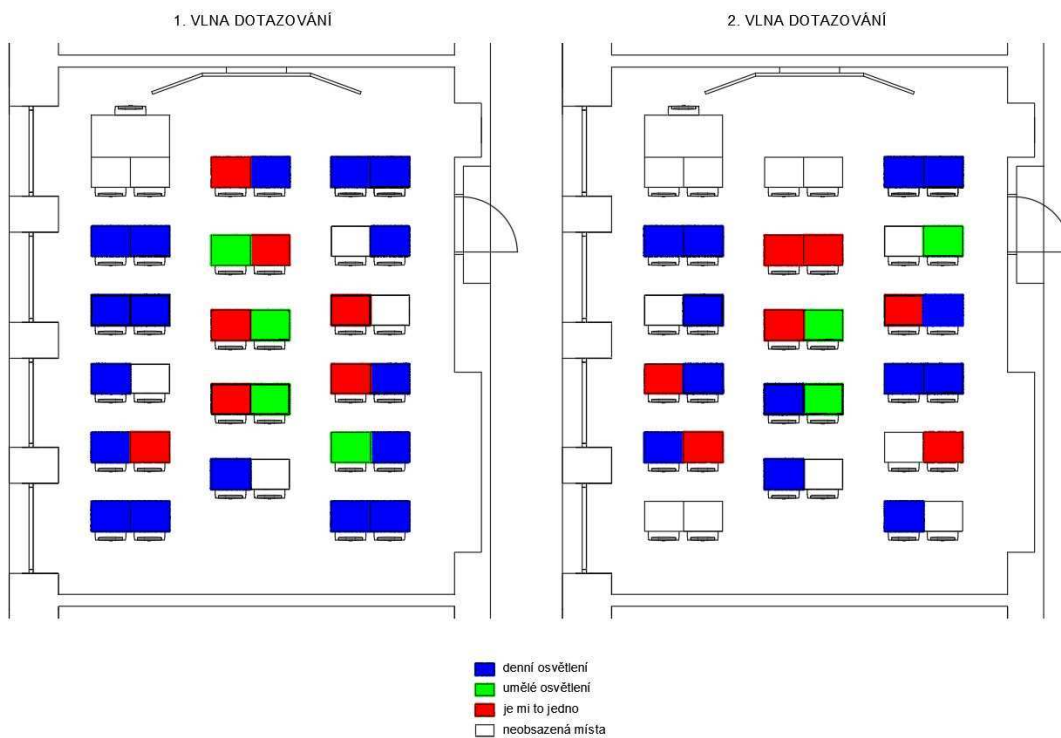 1. VLNA DOTAZOVÁNÍ
2. VLNA DOTAZOVÁNÍ
denní osvětlení
umělé osvětlení
je mi to jedno
neobsazená místa